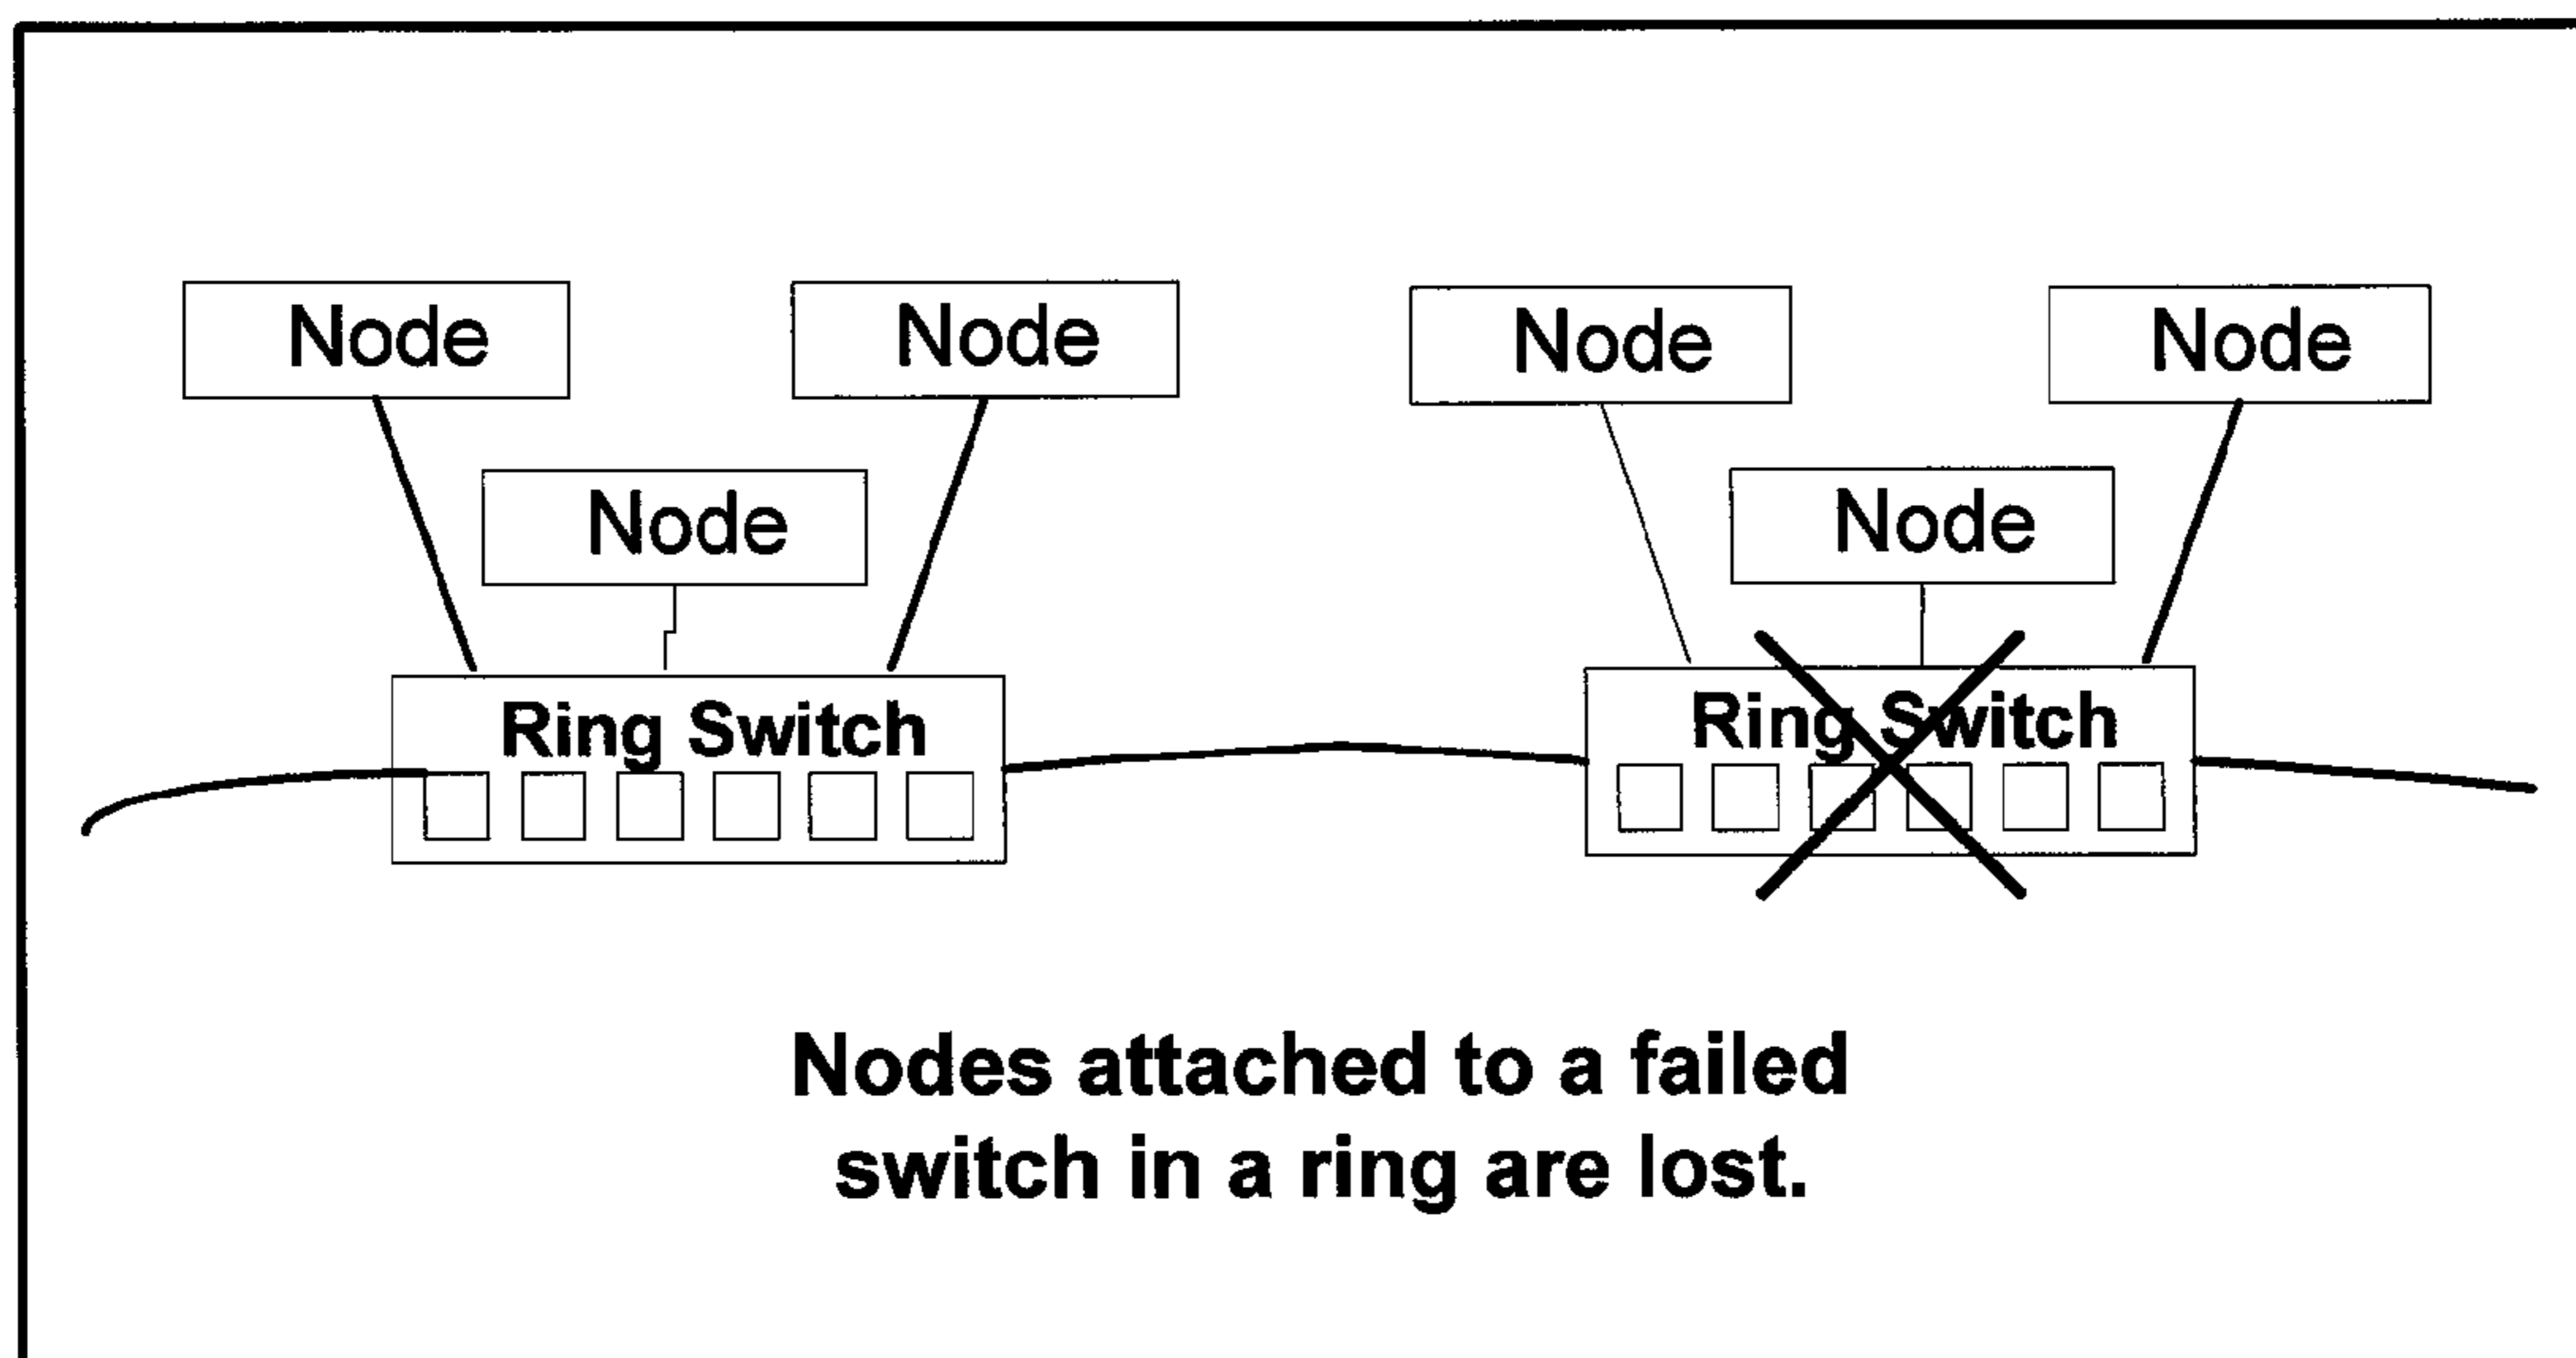 Node
Node
Node
Node
Node
Node
Ring Switch
Ring Switch
Nodes attached to a failed
switch in a ring are lost.